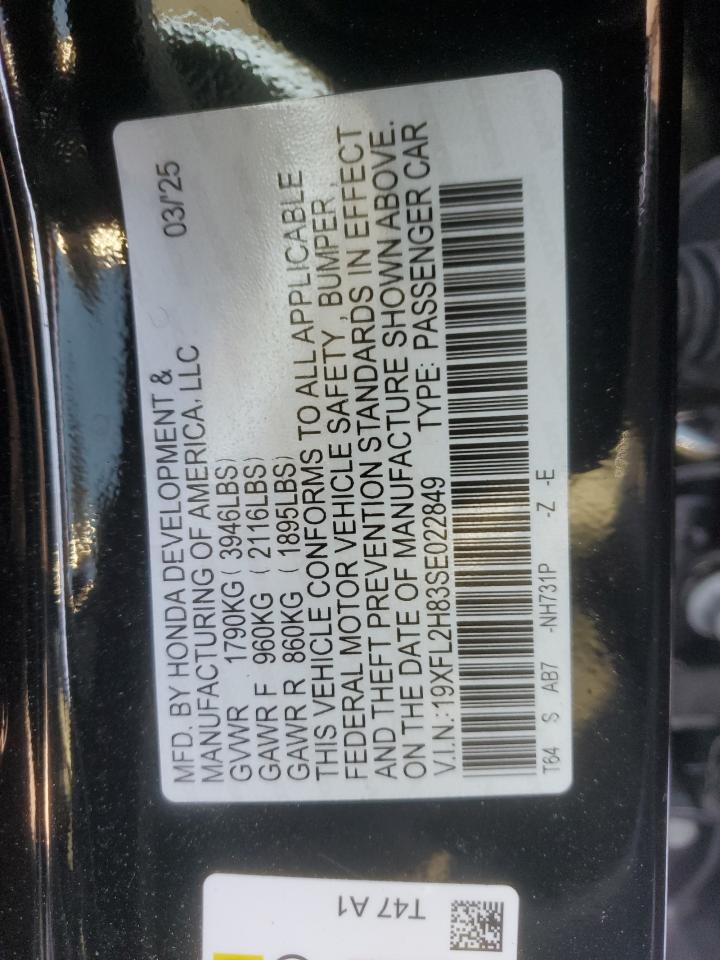 MFD. BY HONDA DEVELOPMENT & 03/'25
MANUFACTURING OF AMERICA, LLC
GVWR 1790KG ( 3946LBS)
GAWR F 960KG ( 2116LBS)
GAWR R 860KG ( 1895LBS)
THIS VEHICLE CONFORMS TO ALL APPLICABLE
FEDERAL MOTOR VEHICLE SAFETY , BUMPER ,
AND THEFT PREVENTION STANDARDS IN EFFECT
ON THE DATE OF MANUFACTURE SHOWN ABOVE.
V.I.N.:19XFL2H83SE022849 TYPE: PASSENGER CAR
T64 S AB7 -NH731P -Z -E
T47 A1